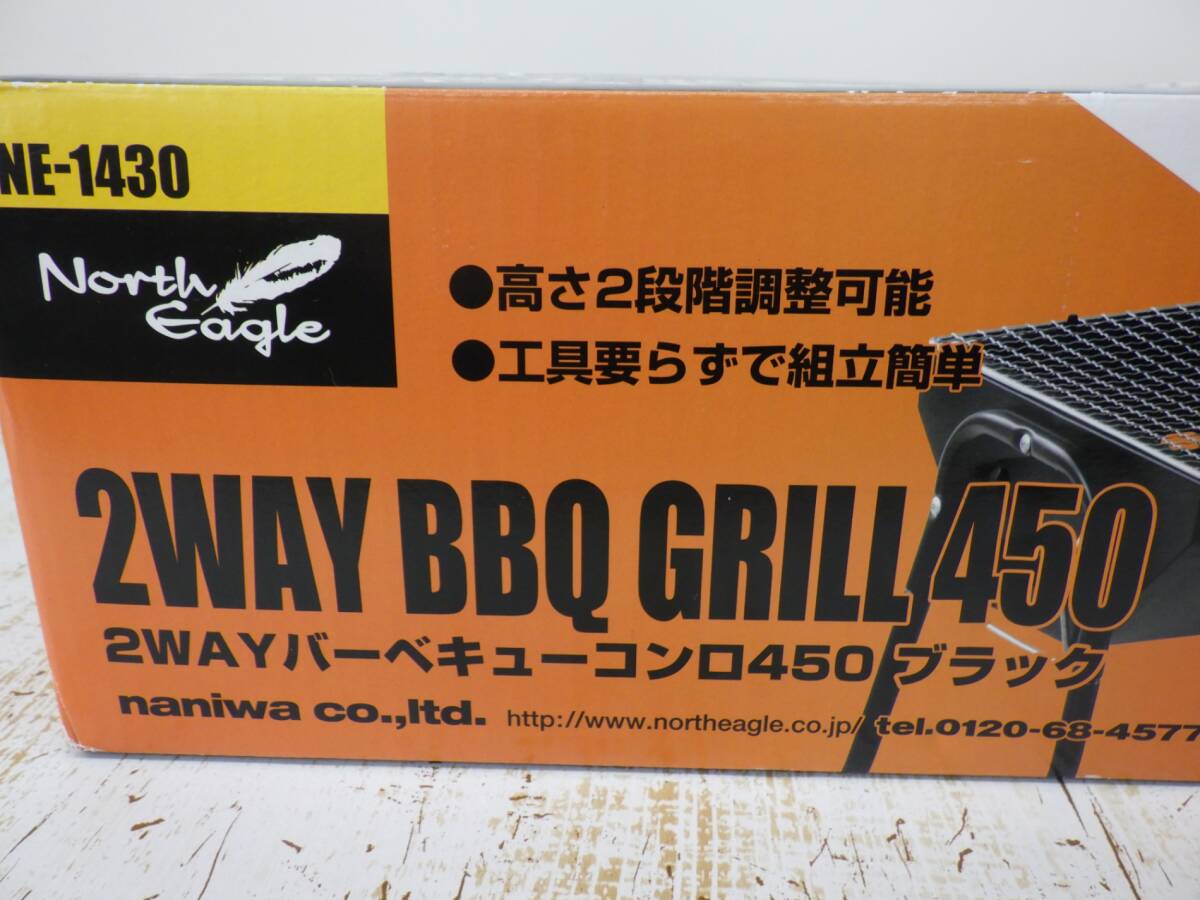 NE-1430
North
Eagle
●高さ2段階調整可能
●工具要らずで組立簡単
2WAY BBQ GRILL 450
2WAYバーベキューコンロ450 ブラック
naniwa co.,ltd. http://www.northeagle.co.jp/ tel.0120-68-4577